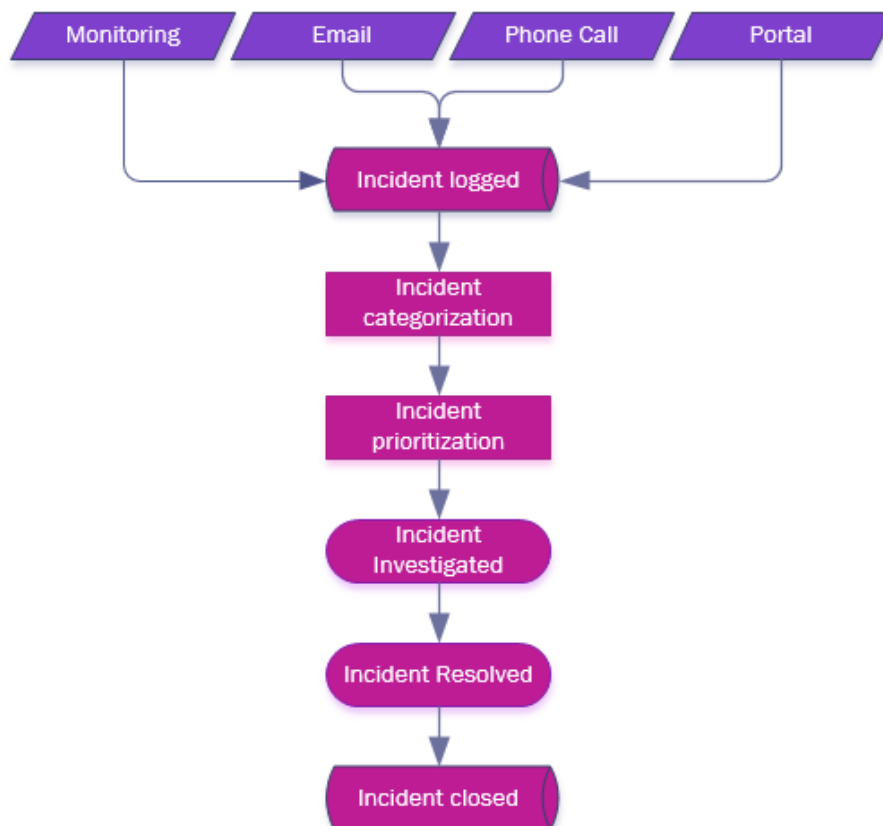 Monitoring
Email
Phone Call
Portal
Incident logged
Incident
categorization
Incident
prioritization
Incident
Investigated
Incident Resolved
Incident closed